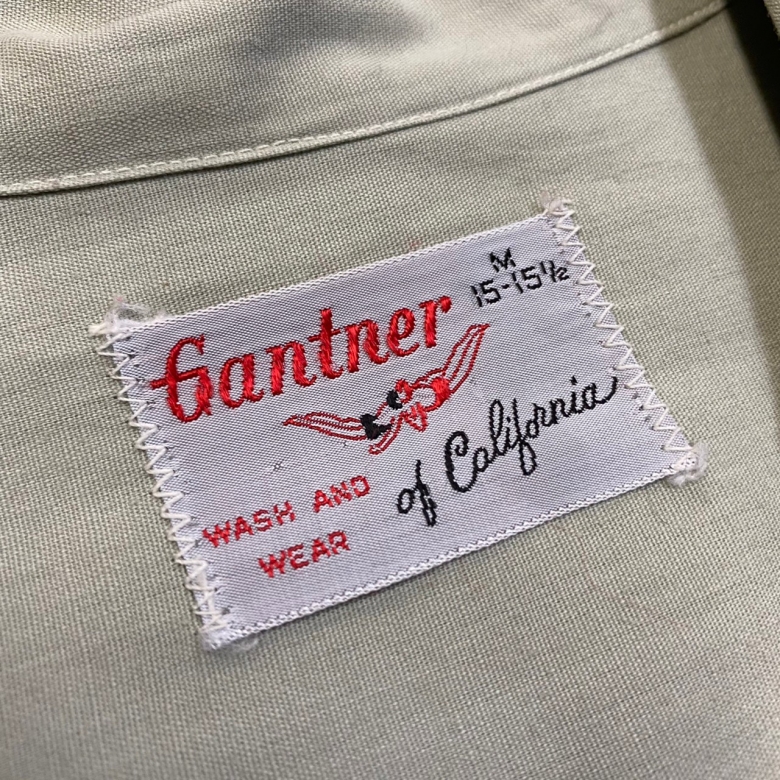 M
15-15½
Gantner
of California
WASH AND
WEAR